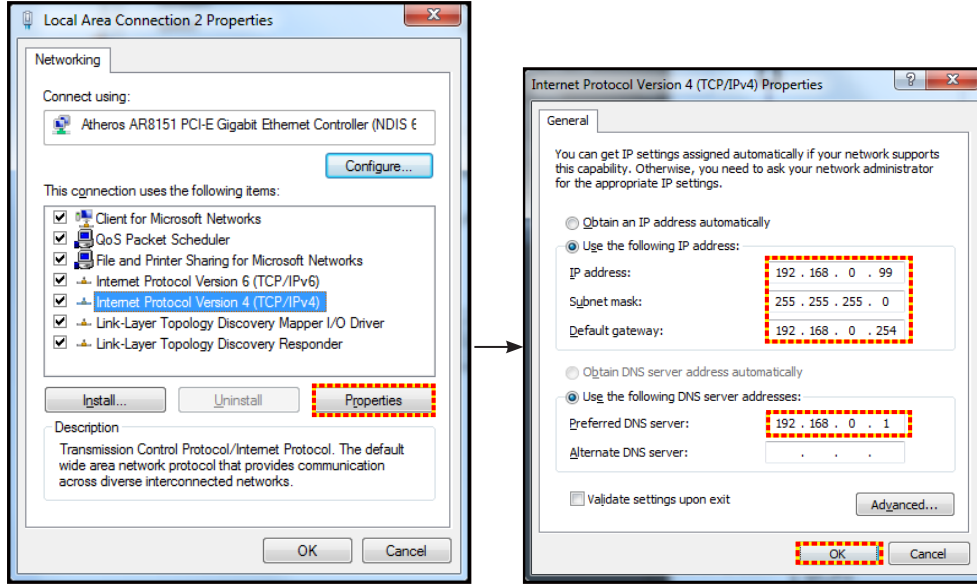 Local Area Connection 2 Properties
Networking
Connect using:
Atheros AR8151 PCI-E Gigabit Ethernet Controller (NDIS 6
Configure...
This connection uses the following items:
Client for Microsoft Networks
QoS Packet Scheduler
File and Printer Sharing for Microsoft Networks
Internet Protocol Version 6 (TCP/IPv6)
Internet Protocol Version 4 (TCP/IPv4)
Link-Layer Topology Discovery Mapper I/O Driver
Link-Layer Topology Discovery Responder
Install...
Uninstall
Properties
Description
Transmission Control Protocol/Internet Protocol. The default
wide area network protocol that provides communication
across diverse interconnected networks.
OK
Cancel
Internet Protocol Version 4 (TCP/IPv4) Properties
General
You can get IP settings assigned automatically if your network supports
this capability. Otherwise, you need to ask your network administrator
for the appropriate IP settings.
Obtain an IP address automatically
Use the following IP address:
IP address: 192 . 168 . 0 . 99
Subnet mask: 255 . 255 . 255 . 0
Default gateway: 192 . 168 . 0 . 254
Obtain DNS server address automatically
Use the following DNS server addresses:
Preferred DNS server: 192 . 168 . 0 . 1
Alternate DNS server: . . .
Validate settings upon exit
Advanced...
OK
Cancel